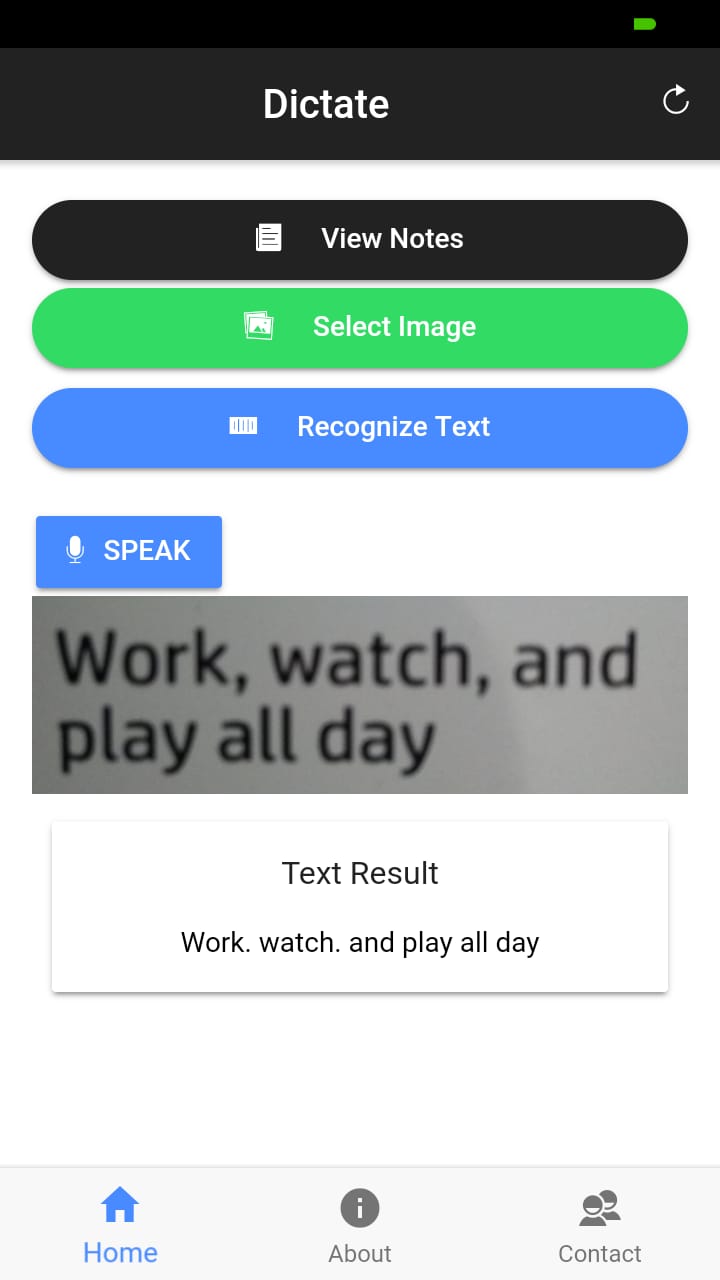 Dictate
View Notes
Select Image
Recognize Text
SPEAK
Work, watch, and
play all day
Text Result
Work. watch. and play all day
Home
About
Contact